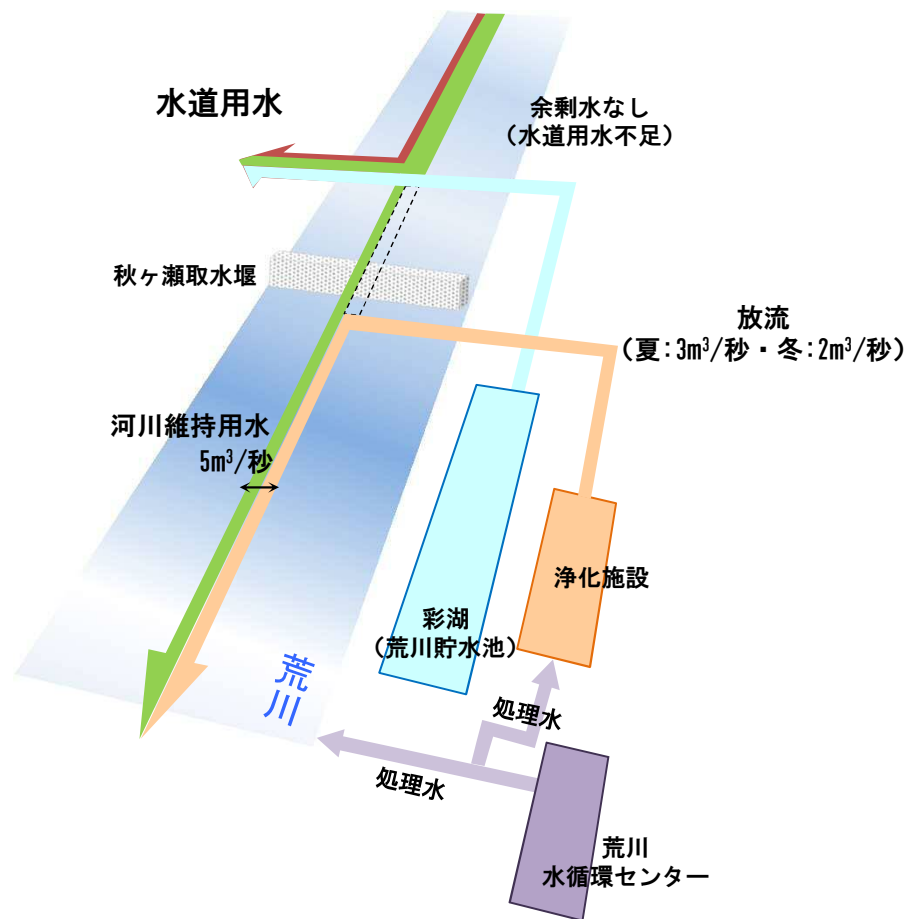 水道用水
余剰水なし
（水道用水不足）
秋ヶ瀬取水堰
放流
（夏：3m³/秒・冬：2m³/秒）
河川維持用水
5m³/秒
浄化施設
彩湖
（荒川貯水池）
荒川
処理水
処理水
荒川
水循環センター